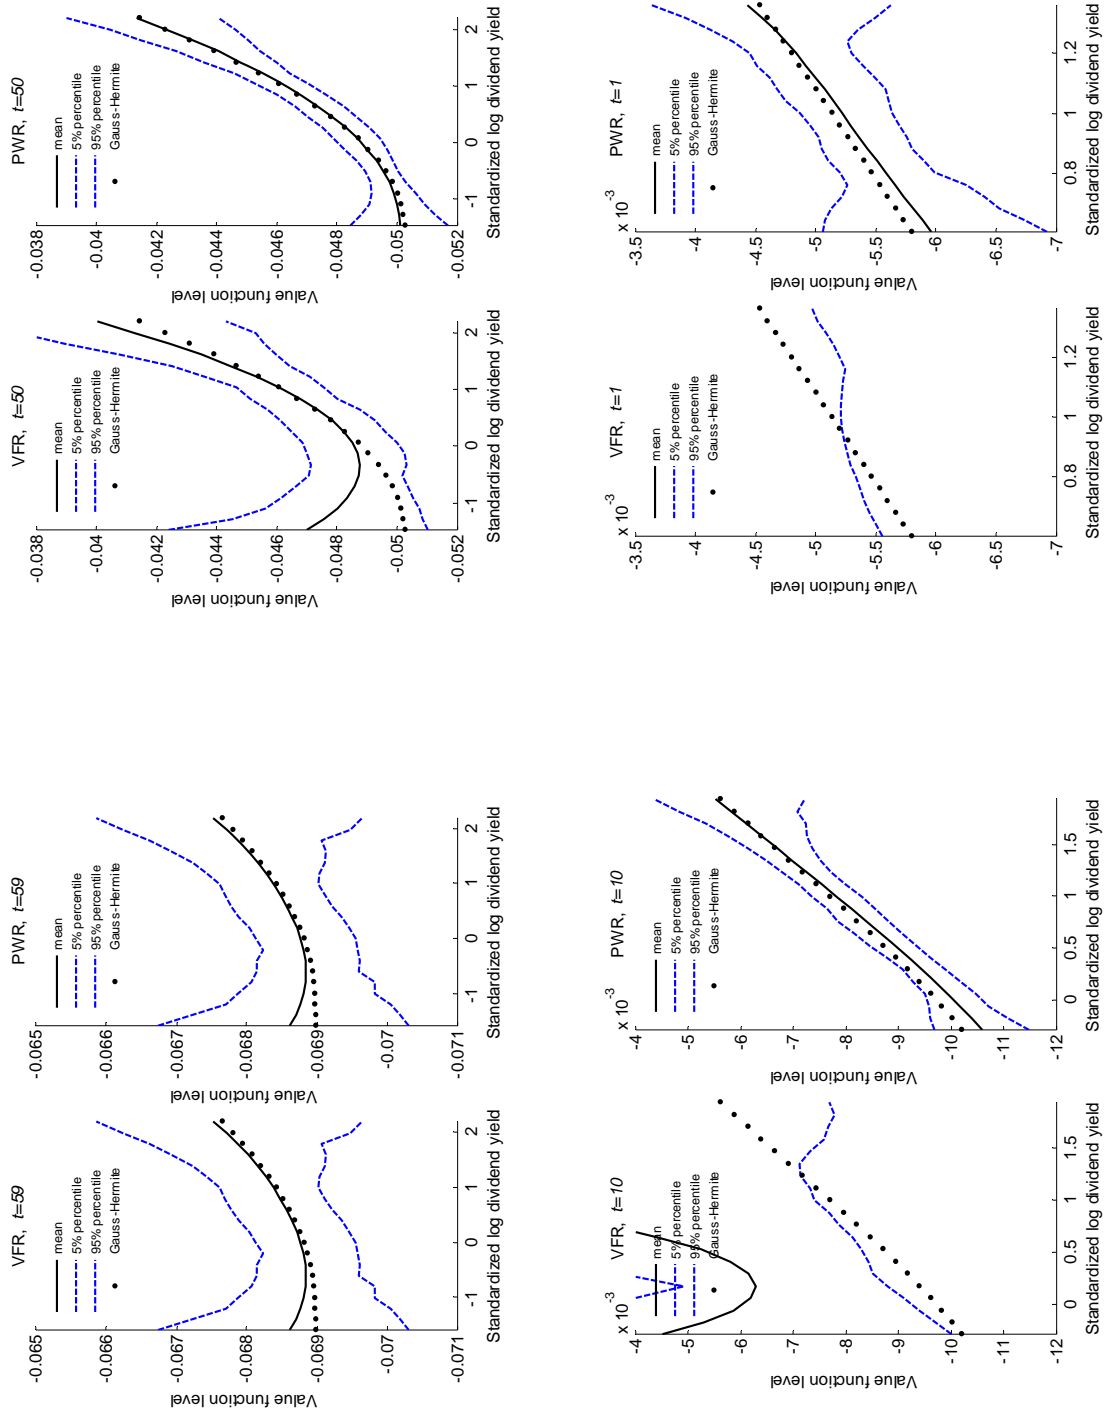 VFR, t=59
-0.065
-0.066
-0.067
-0.068
-0.069
-0.07
-0.071
Value function level
mean
5% percentile
95% percentile
Gauss-Hermite
-1 0 1 2
Standardized log dividend yield
PWR, t=59
-0.065
-0.066
-0.067
-0.068
-0.069
-0.07
-0.071
Value function level
mean
5% percentile
95% percentile
Gauss-Hermite
-1 0 1 2
Standardized log dividend yield
VFR, t=50
-0.038
-0.04
-0.042
-0.044
-0.046
-0.048
-0.05
-0.052
Value function level
mean
5% percentile
95% percentile
Gauss-Hermite
-1 0 1 2
Standardized log dividend yield
PWR, t=50
-0.038
-0.04
-0.042
-0.044
-0.046
-0.048
-0.05
-0.052
Value function level
mean
5% percentile
95% percentile
Gauss-Hermite
-1 0 1 2
Standardized log dividend yield
x 10-3
VFR, t=10
-4
-5
-6
-7
-8
-9
-10
-11
-12
Value function level
mean
5% percentile
95% percentile
Gauss-Hermite
0 0.5 1 1.5
Standardized log dividend yield
x 10-3
PWR, t=10
-4
-5
-6
-7
-8
-9
-10
-11
-12
Value function level
mean
5% percentile
95% percentile
Gauss-Hermite
0 0.5 1 1.5
Standardized log dividend yield
x 10-3
VFR, t=1
-3.5
-4
-4.5
-5
-5.5
-6
-6.5
-7
Value function level
mean
5% percentile
95% percentile
Gauss-Hermite
0.8 1 1.2
Standardized log dividend yield
x 10-3
PWR, t=1
-3.5
-4
-4.5
-5
-5.5
-6
-6.5
-7
Value function level
mean
5% percentile
95% percentile
Gauss-Hermite
0.8 1 1.2
Standardized log dividend yield